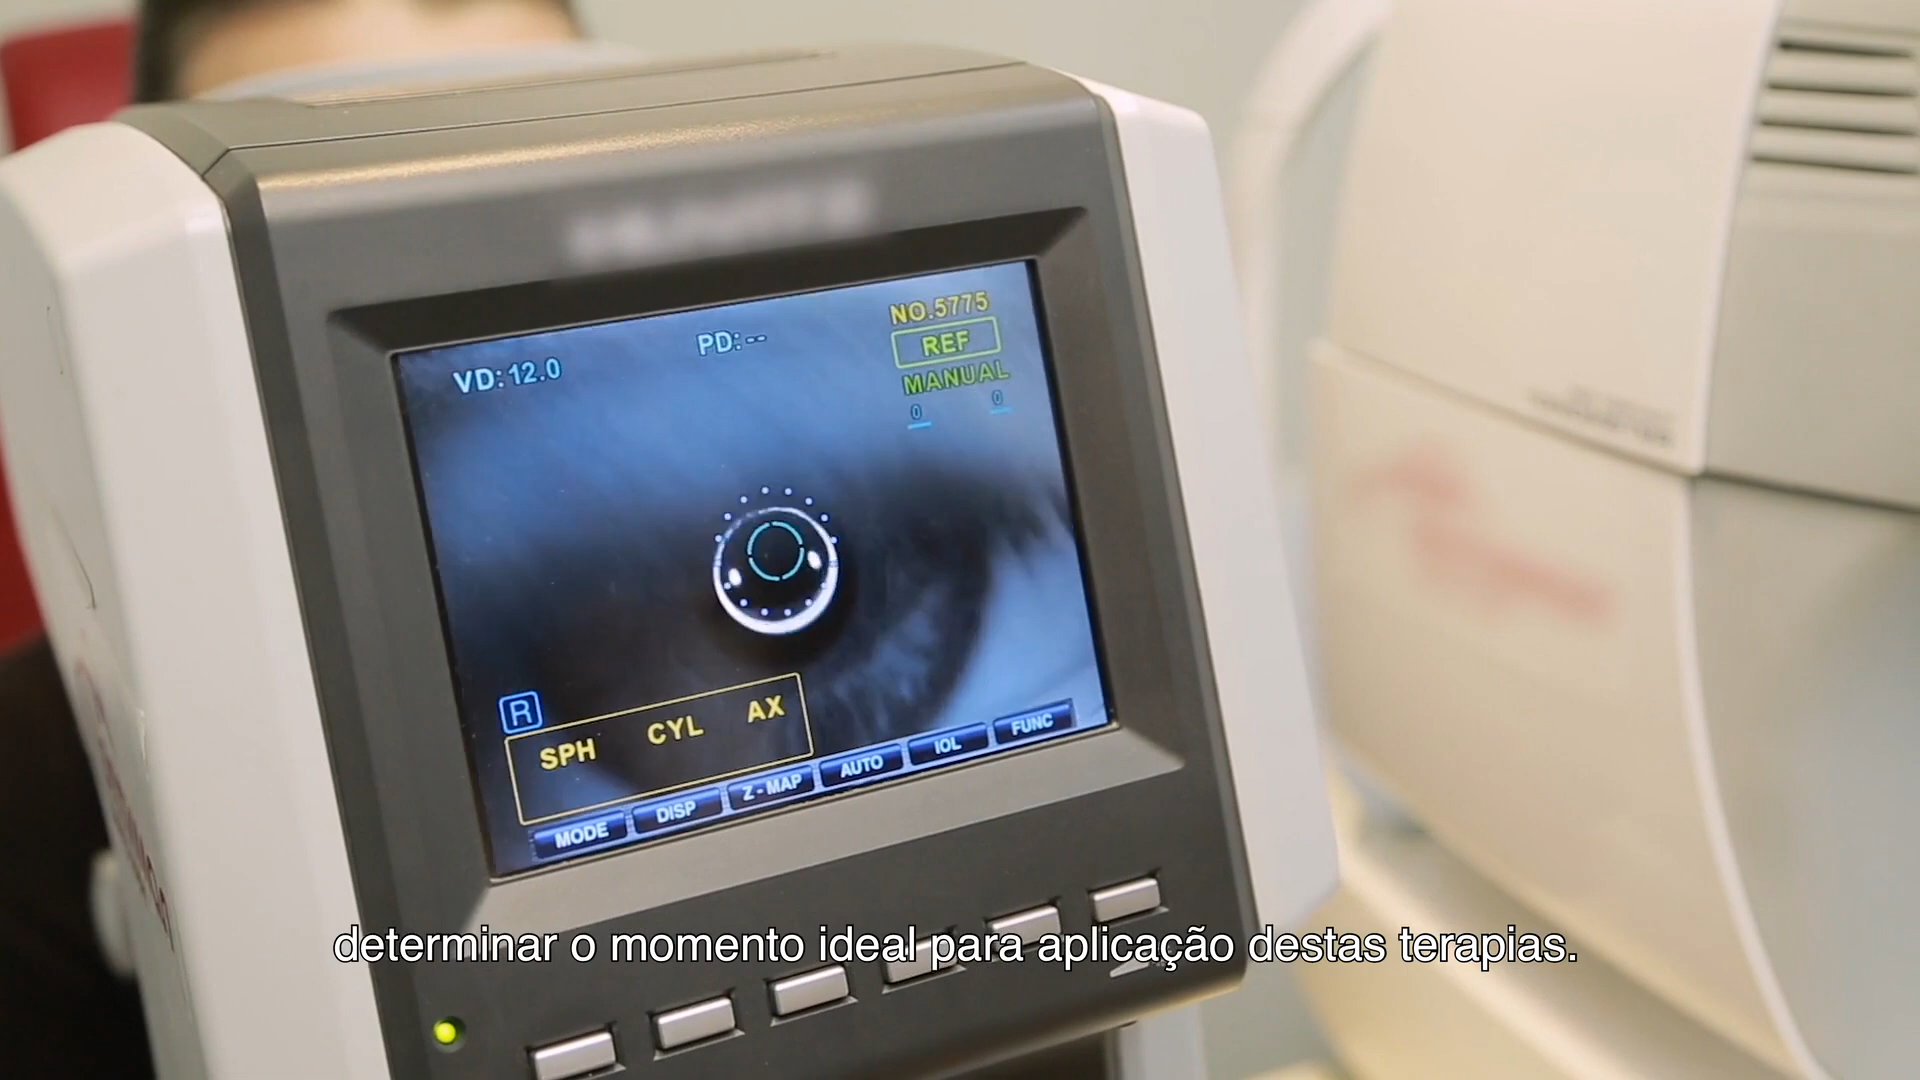 NO.5775
PD:--
REF
VD:12.0
MANUAL
0 0
R
SPH CYL AX
MODE DISP Z-MAP AUTO IOL FUNC
determinar o momento ideal para aplicação destas terapias.